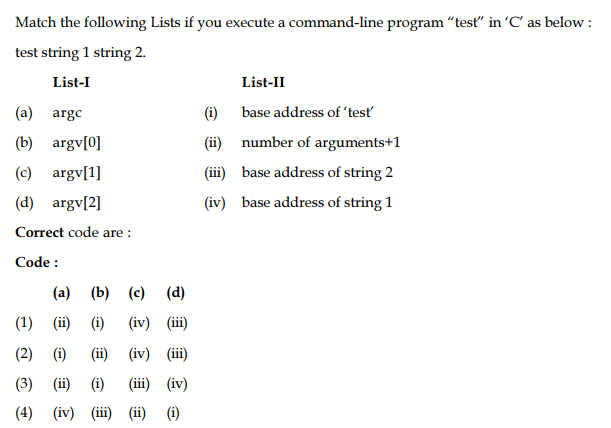 Match the following Lists if you execute a command-line program “test” in ‘C’ as below :
test string 1 string 2.
List-I List-II
(a) argc (i) base address of ‘test’
(b) argv[0] (ii) number of arguments+1
(c) argv[1] (iii) base address of string 2
(d) argv[2] (iv) base address of string 1
Correct code are :
Code :
(a) (b) (c) (d)
(1) (ii) (i) (iv) (iii)
(2) (i) (ii) (iv) (iii)
(3) (ii) (i) (iii) (iv)
(4) (iv) (iii) (ii) (i)